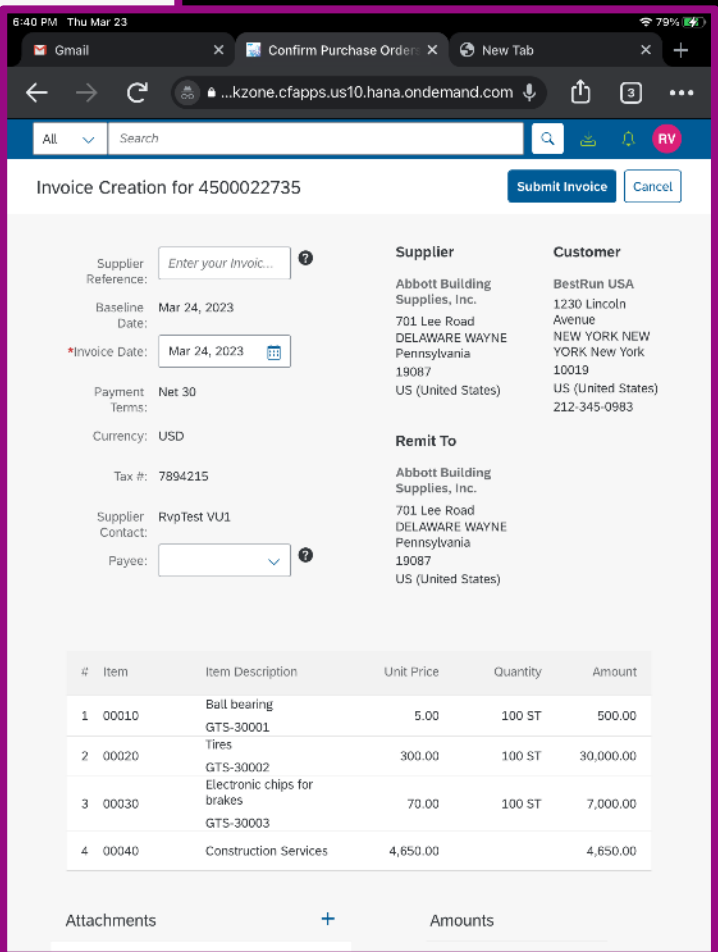 6:40 PM Thu Mar 23
79%
Gmail
Confirm Purchase Orders
New Tab
...kzone.cfapps.us10.hana.ondemand.com
3
All
Search
RV
Invoice Creation for 4500022735
Submit Invoice
Cancel
Supplier Reference:
Enter your Invoic...
Baseline Date:
Mar 24, 2023
*Invoice Date:
Mar 24, 2023
Payment Terms:
Net 30
Currency:
USD
Tax #:
7894215
Supplier Contact:
RvpTest VU1
Payee:
Supplier
Abbott Building
Supplies, Inc.
701 Lee Road
DELAWARE WAYNE
Pennsylvania
19087
US (United States)
Customer
BestRun USA
1230 Lincoln
Avenue
NEW YORK NEW
YORK New York
10019
US (United States)
212-345-0983
Remit To
Abbott Building
Supplies, Inc.
701 Lee Road
DELAWARE WAYNE
Pennsylvania
19087
US (United States)
# Item Item Description Unit Price Quantity Amount
1 00010 Ball bearing 5.00 100 ST 500.00
GTS-30001
2 00020 Tires 300.00 100 ST 30,000.00
GTS-30002
3 00030 Electronic chips for brakes 70.00 100 ST 7,000.00
GTS-30003
4 00040 Construction Services 4,650.00 4,650.00
Attachments
Amounts